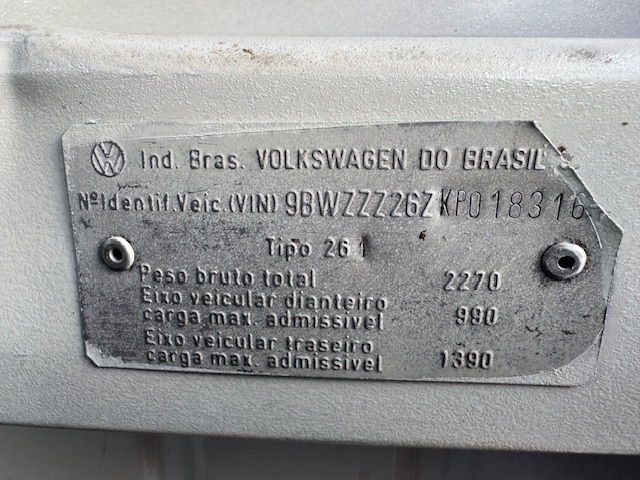 Ind. Bras. VOLKSWAGEN DO BRASIL
Nº Identif. Veic. (VIN) 9BWZZZ26ZKP018316
Tipo 261
Peso bruto total 2270
Eixo veicular dianteiro
carga max. admissivel 990
Eixo veicular traseiro
carga max. admissivel 1390